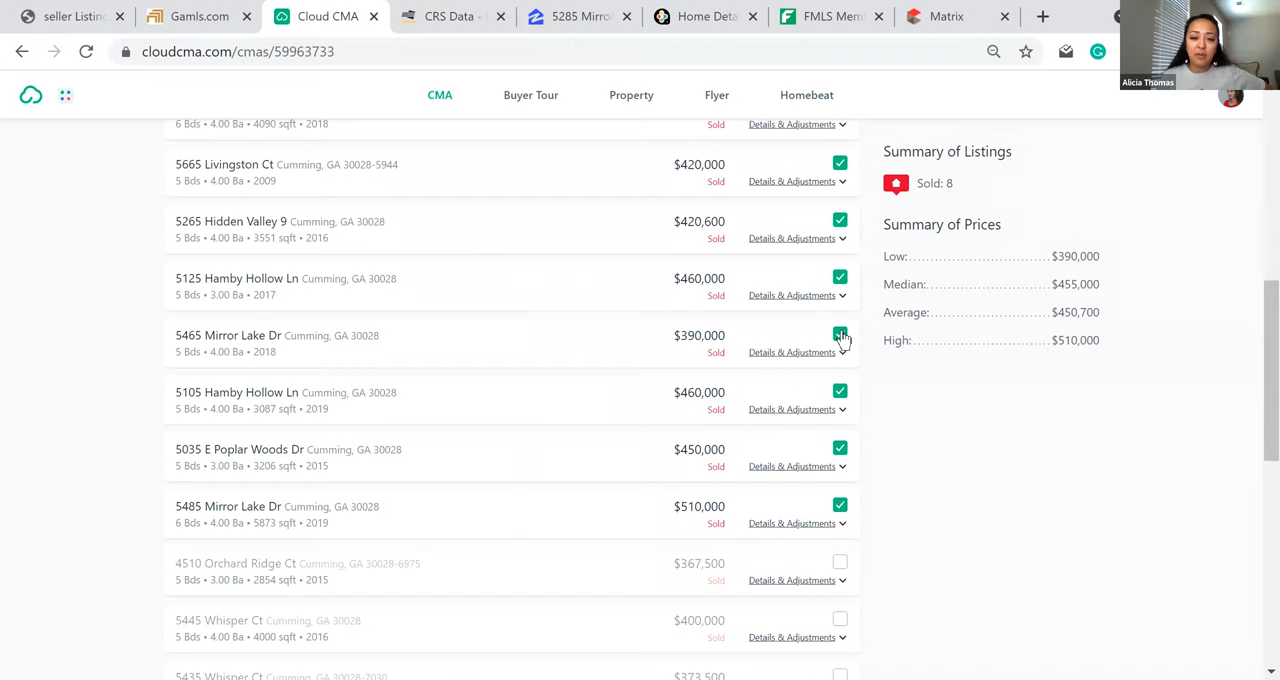 seller Listin
Gamls.com
Cloud CMA
CRS Data -
5285 Mirro
Home Deta
FMLS Mem
Matrix
cloudcma.com/cmas/59963733
Alicia Thomas
CMA
Buyer Tour
Property
Flyer
Homebeat
6 Bds • 4.00 Ba • 4090 sqft • 2018
Sold
Details & Adjustments
5665 Livingston Ct Cumming, GA 30028-5944
$420,000
5 Bds • 4.00 Ba • 2009
Sold
Details & Adjustments
5265 Hidden Valley 9 Cumming, GA 30028
$420,600
5 Bds • 4.00 Ba • 3551 sqft • 2016
Sold
Details & Adjustments
5125 Hamby Hollow Ln Cumming, GA 30028
$460,000
5 Bds • 3.00 Ba • 2017
Sold
Details & Adjustments
5465 Mirror Lake Dr Cumming, GA 30028
$390,000
5 Bds • 4.00 Ba • 2018
Sold
Details & Adjustments
5105 Hamby Hollow Ln Cumming, GA 30028
$460,000
5 Bds • 4.00 Ba • 3087 sqft • 2019
Sold
Details & Adjustments
5035 E Poplar Woods Dr Cumming, GA 30028
$450,000
5 Bds • 3.00 Ba • 3206 sqft • 2015
Sold
Details & Adjustments
5485 Mirror Lake Dr Cumming, GA 30028
$510,000
6 Bds • 4.00 Ba • 5873 sqft • 2019
Sold
Details & Adjustments
4510 Orchard Ridge Ct Cumming, GA 30028-6975
$367,500
5 Bds • 3.00 Ba • 2854 sqft • 2015
Sold
Details & Adjustments
5445 Whisper Ct Cumming, GA 30028
$400,000
5 Bds • 4.00 Ba • 4000 sqft • 2016
Sold
Details & Adjustments
5435 Whisper Ct Cumming, GA 30028-7030
$373,500
Summary of Listings
Sold: 8
Summary of Prices
Low: $390,000
Median: $455,000
Average: $450,700
High: $510,000